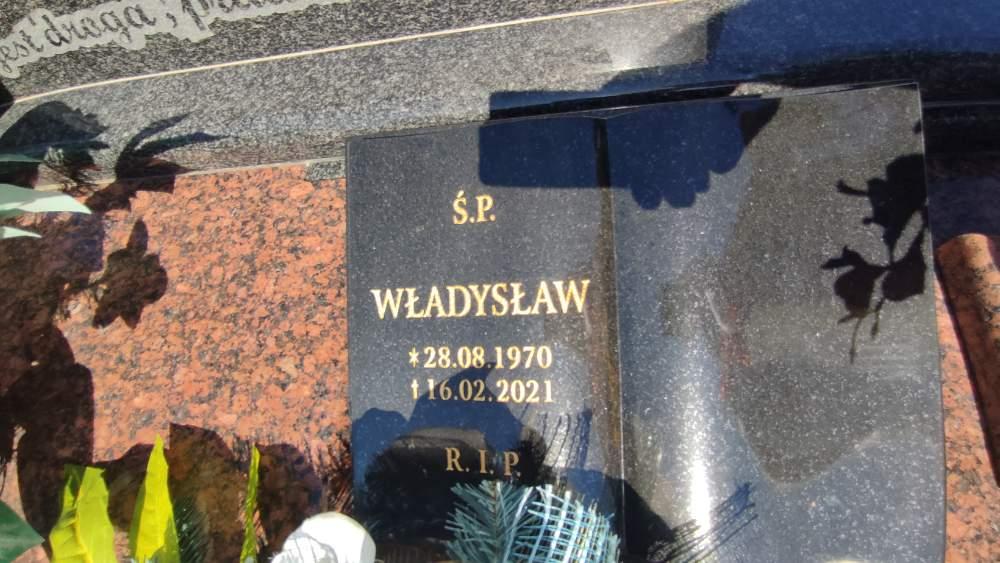 jest droga,
Ś.P.
WŁADYSŁAW
*28.08.1970
†16.02.2021
R. I. P.